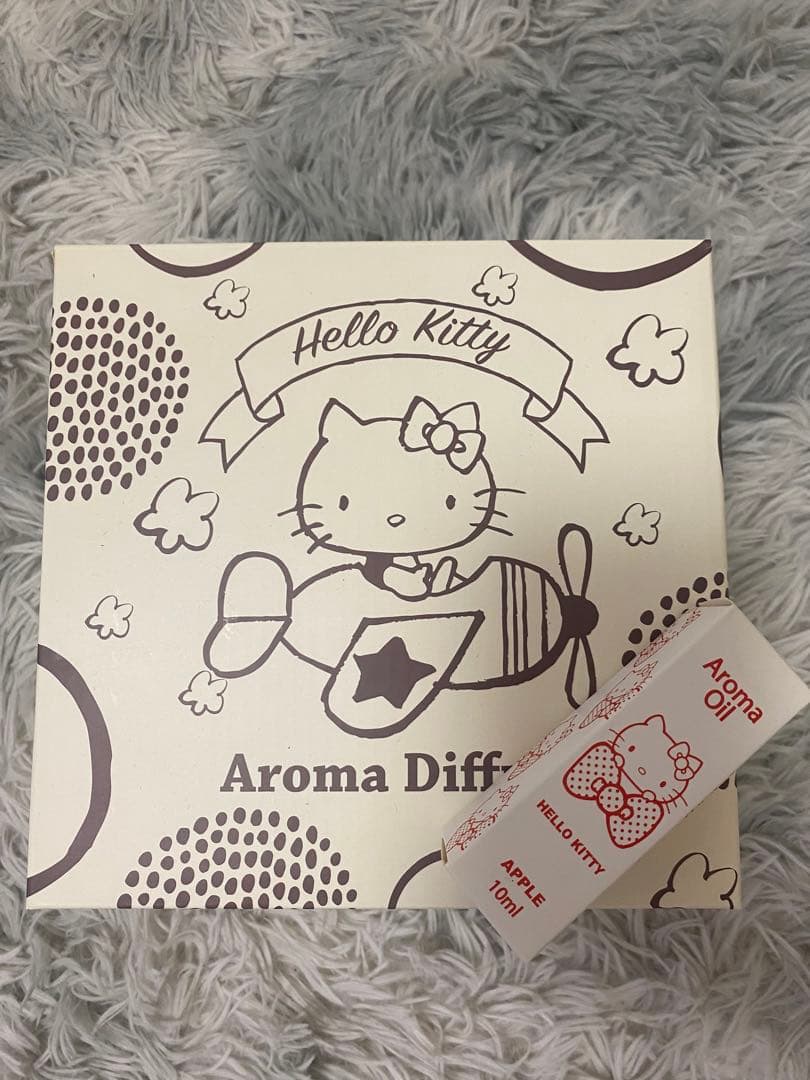 Hello Kitty
Aroma Diff
Aroma
Oil
HELLO KITTY
APPLE
10ml